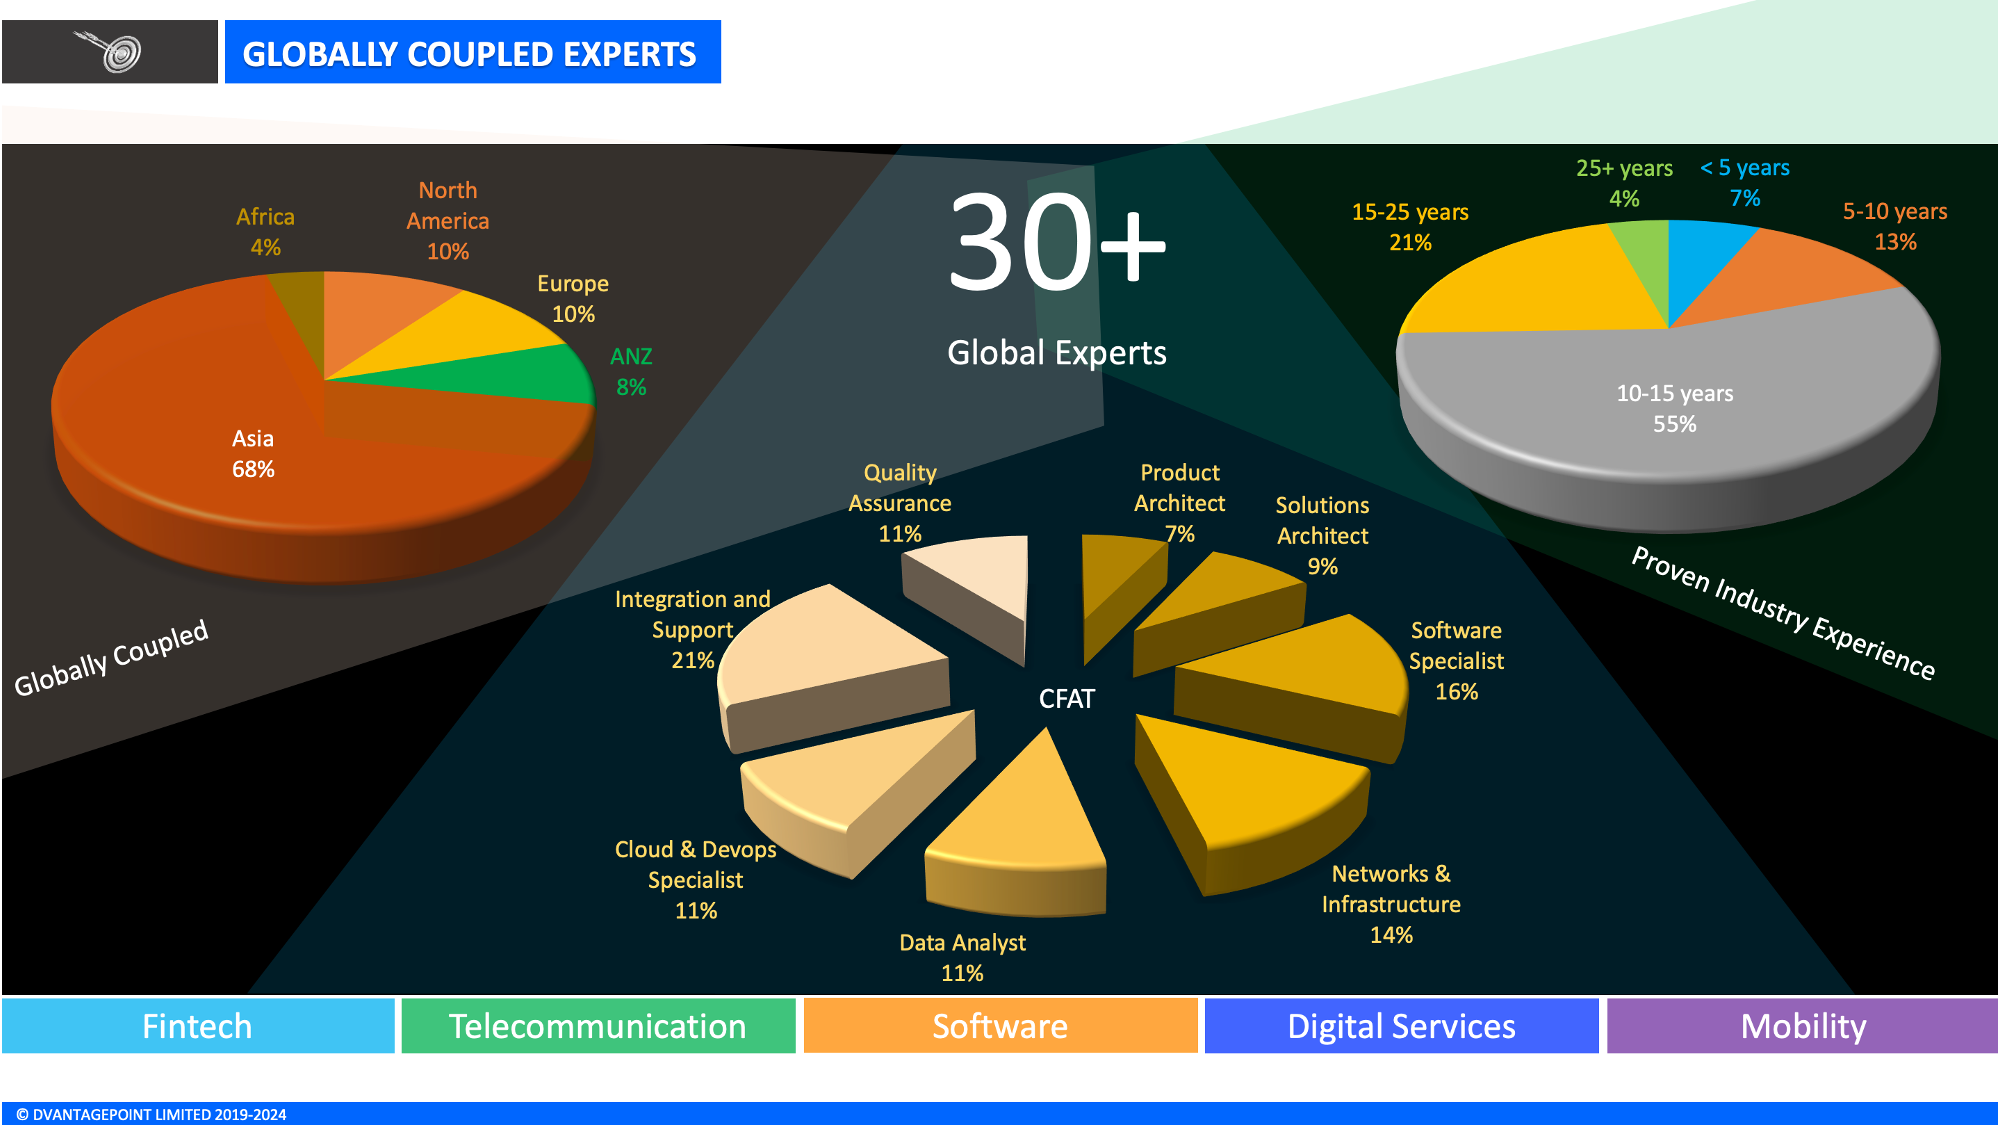 GLOBALLY COUPLED EXPERTS
Africa
4%
North
America
10%
Europe
10%
ANZ
8%
Asia
68%
Globally Coupled
30+
Global Experts
25+ years
4%
< 5 years
7%
15-25 years
21%
5-10 years
13%
10-15 years
55%
Proven Industry Experience
Quality
Assurance
11%
Product
Architect
7%
Solutions
Architect
9%
Integration and
Support
21%
Software
Specialist
16%
CFAT
Cloud & Devops
Specialist
11%
Networks &
Infrastructure
14%
Data Analyst
11%
Fintech
Telecommunication
Software
Digital Services
Mobility
© DVANTAGEPOINT LIMITED 2019-2024